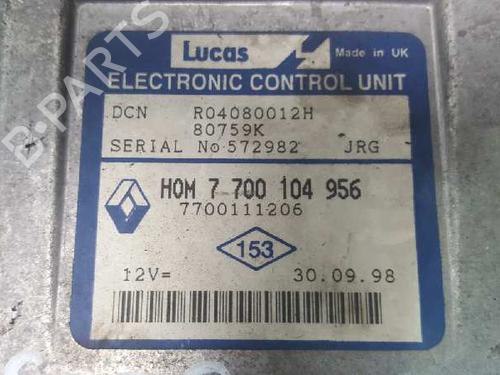 Lucas
Made in UK
ELECTRONIC CONTROL UNIT
DCN R04080012H
80759K
SERIAL No 572982 JRG
HOM 7 700 104 956
7700111206
153
12V= 30.09.98